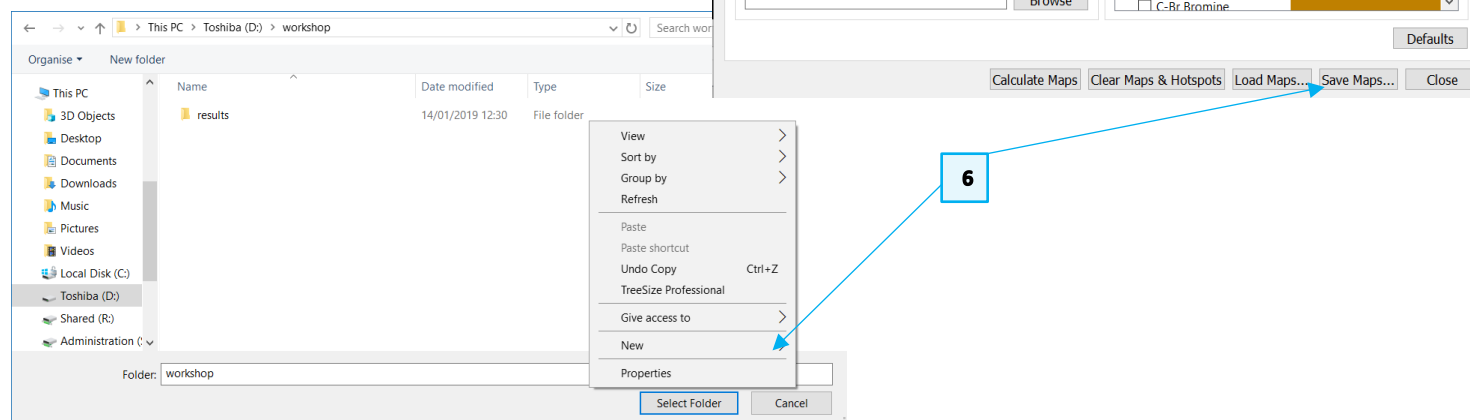 Browse
C-Br Bromine
This PC > Toshiba (D:) > workshop
Search wor
Defaults
Organise
New folder
Calculate Maps
Clear Maps & Hotspots
Load Maps...
Save Maps...
Close
This PC
3D Objects
Desktop
Documents
Downloads
Music
Pictures
Videos
Local Disk (C:)
Toshiba (D:)
Shared (R:)
Administration (
Name
Date modified
Type
Size
results
14/01/2019 12:30
File folder
View
Sort by
Group by
Refresh
Paste
Paste shortcut
Undo Copy Ctrl+Z
TreeSize Professional
Give access to
New
Properties
6
Folder: workshop
Select Folder
Cancel